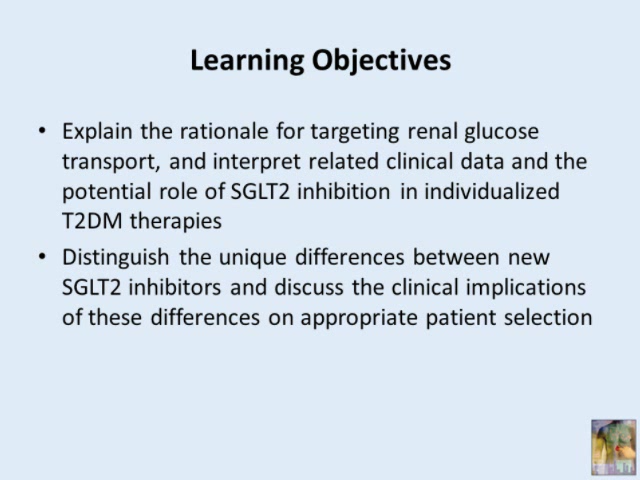 Learning Objectives
• Explain the rationale for targeting renal glucose
transport, and interpret related clinical data and the
potential role of SGLT2 inhibition in individualized
T2DM therapies
• Distinguish the unique differences between new
SGLT2 inhibitors and discuss the clinical implications
of these differences on appropriate patient selection